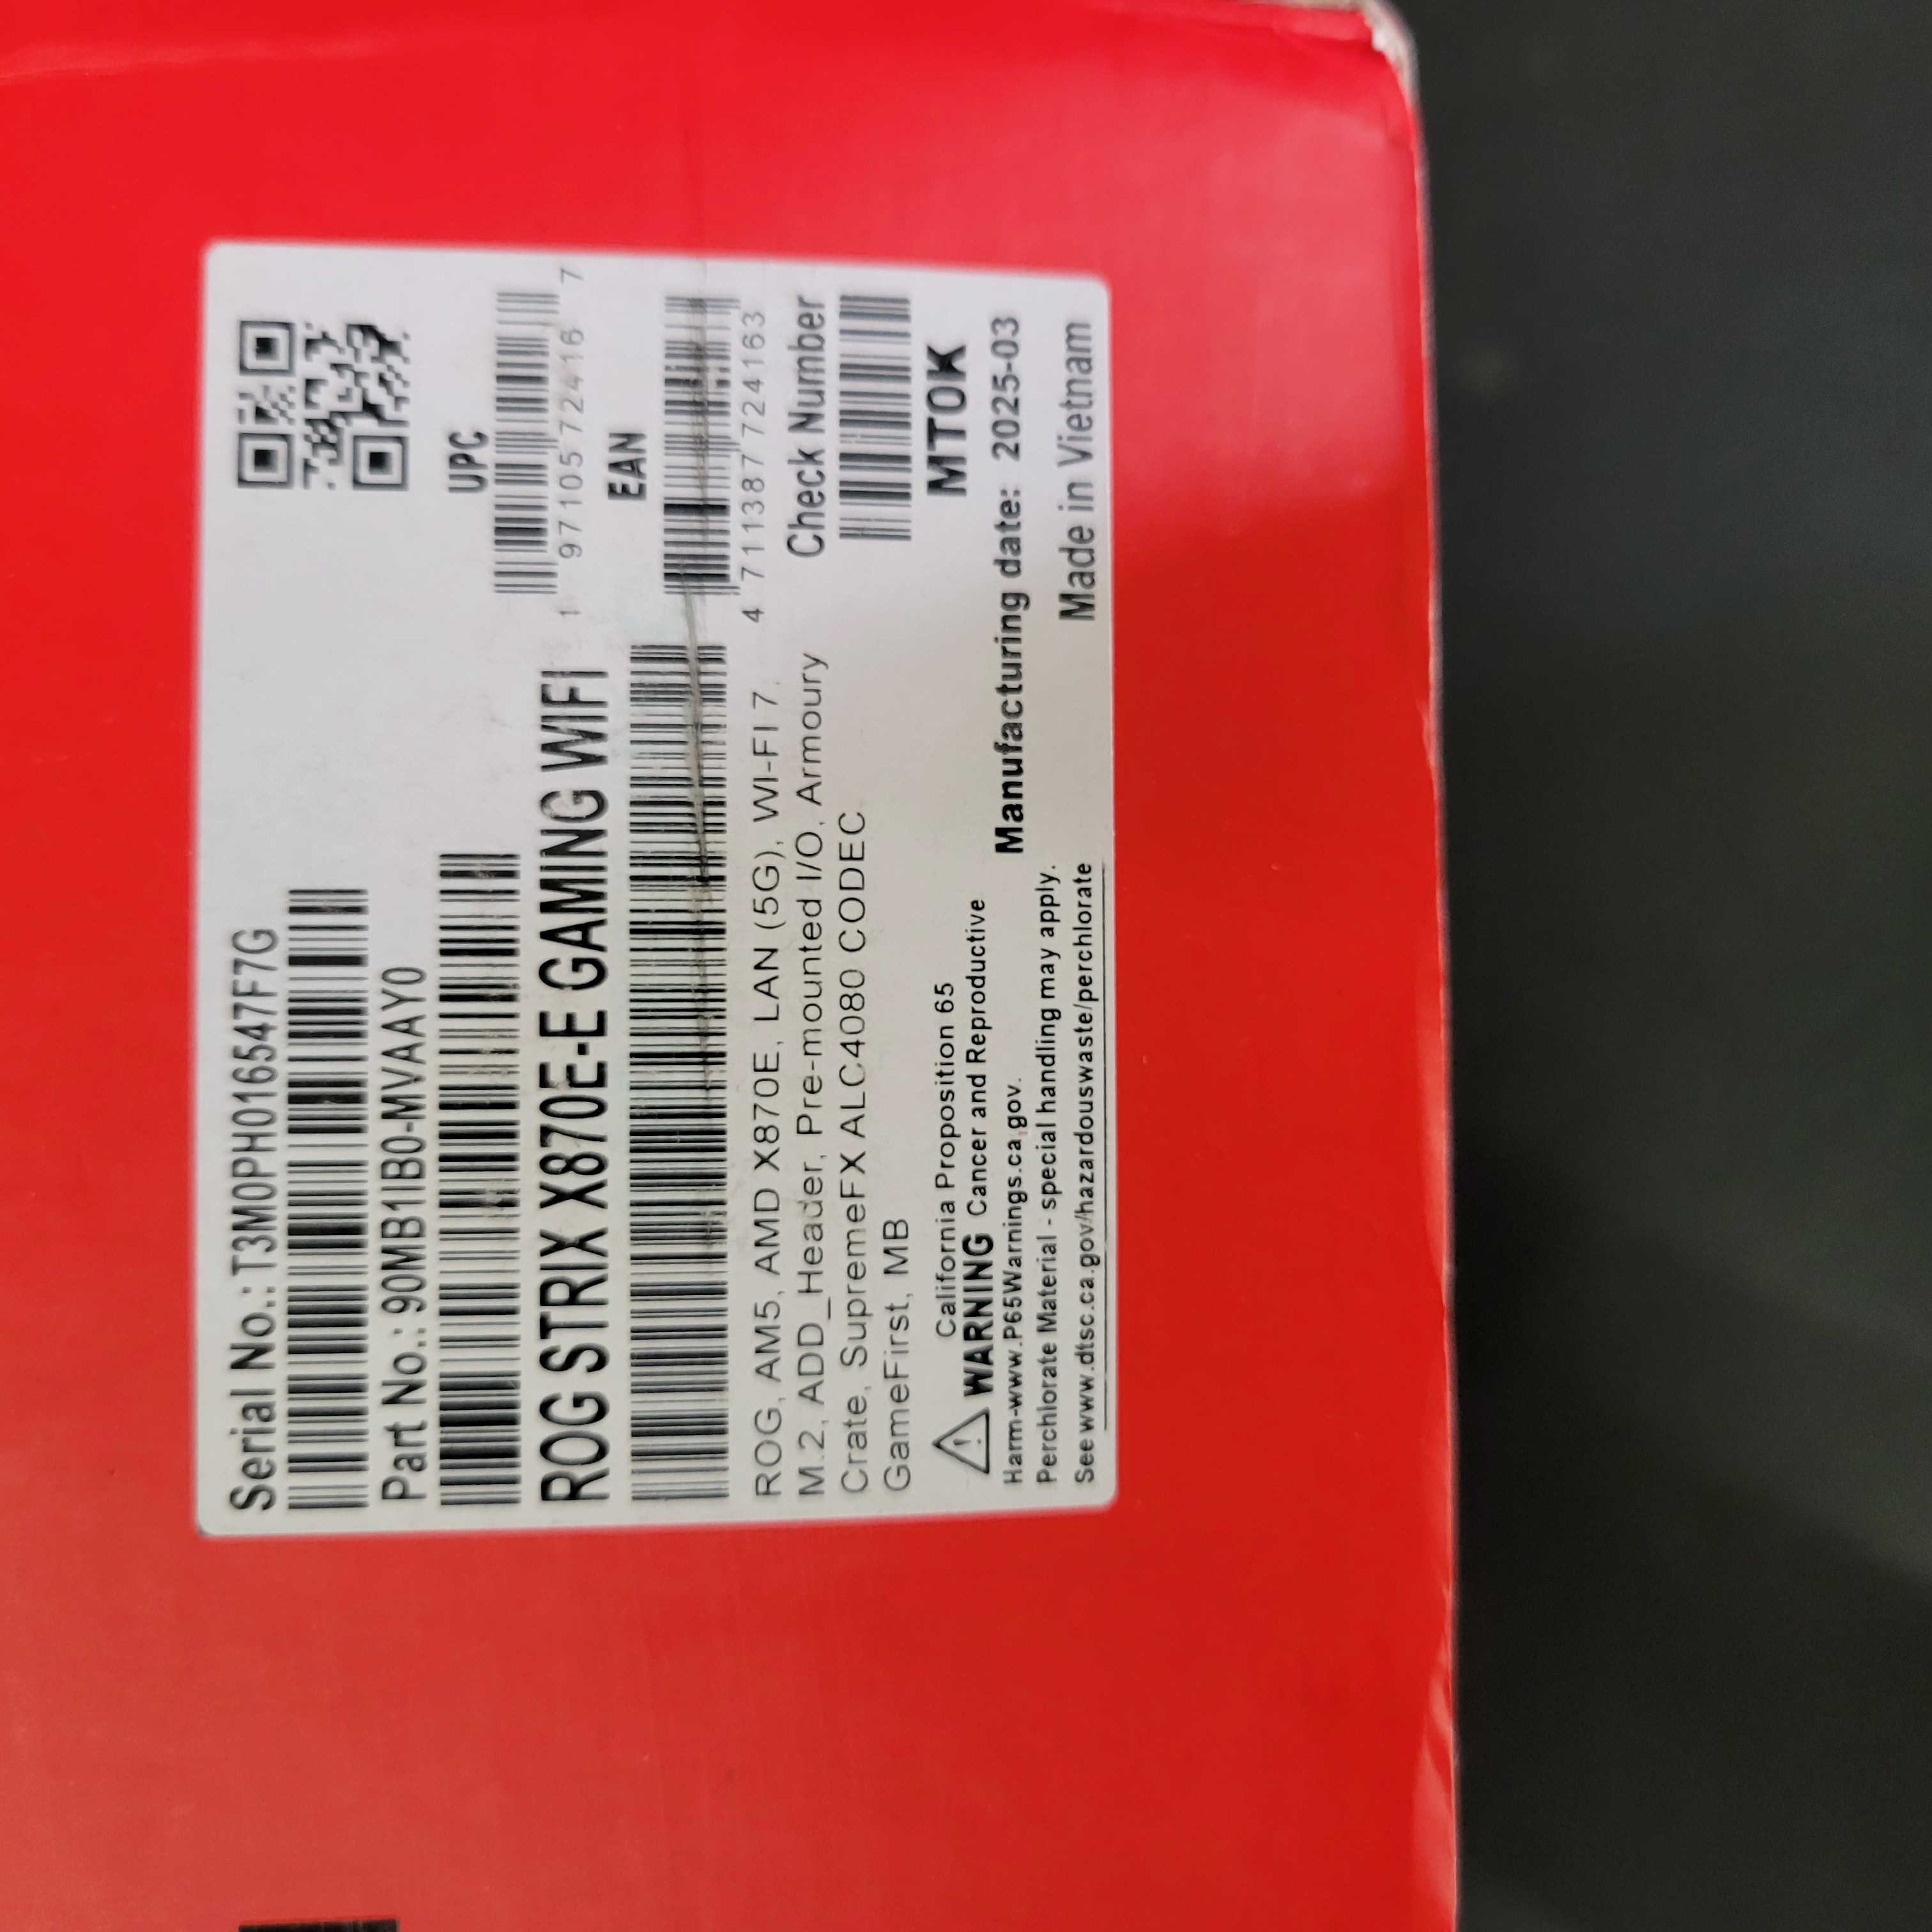 Serial No.: T3M0PH016547F7G
Part No.: 90MB1IB0-MVAAY0
UPC
1 97105 72416 7
ROG STRIX X870E-E GAMING WIFI
EAN
4 711387 724163
ROG, AM5, AMD X870E, LAN (5G), WI-FI 7,
M.2, ADD_Header, Pre-mounted I/O, Armoury
Crate, SupremeFX ALC4080 CODEC,
GameFirst, MB
Check Number
MT0K
California Proposition 65
WARNING Cancer and Reproductive
Harm-www.P65Warnings.ca.gov.
Perchlorate Material - special handling may apply.
See www.dtsc.ca.gov/hazardouswaste/perchlorate
Manufacturing date: 2025-03
Made in Vietnam